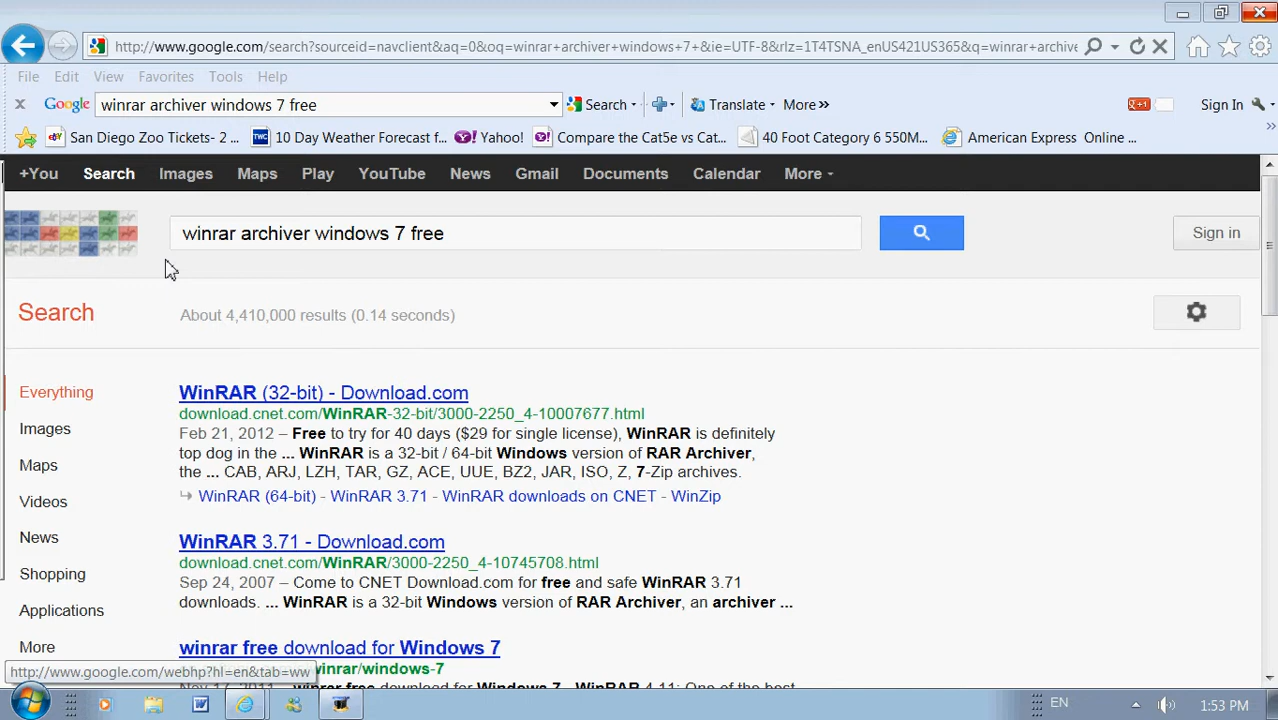 http://www.google.com/search?sourceid=navclient&aq=0&oq=winrar+archiver+windows+7+&ie=UTF-8&rlz=1T4TSNA_enUS421US365&q=winrar+archive
File Edit View Favorites Tools Help
x Google winrar archiver windows 7 free Search Translate More» +1 Sign In
San Diego Zoo Tickets- 2 ... TWC 10 Day Weather Forecast f... Yahoo! Compare the Cat5e vs Cat... 40 Foot Category 6 550M... American Express Online ...
+You Search Images Maps Play YouTube News Gmail Documents Calendar More
winrar archiver windows 7 free Sign in
Search About 4,410,000 results (0.14 seconds)
Everything
Images
Maps
Videos
News
Shopping
Applications
More
WinRAR (32-bit) - Download.com
download.cnet.com/WinRAR-32-bit/3000-2250_4-10007677.html
Feb 21, 2012 – Free to try for 40 days ($29 for single license), WinRAR is definitely
top dog in the ... WinRAR is a 32-bit / 64-bit Windows version of RAR Archiver,
the ... CAB, ARJ, LZH, TAR, GZ, ACE, UUE, BZ2, JAR, ISO, Z, 7-Zip archives.
WinRAR (64-bit) - WinRAR 3.71 - WinRAR downloads on CNET - WinZip
WinRAR 3.71 - Download.com
download.cnet.com/WinRAR/3000-2250_4-10745708.html
Sep 24, 2007 – Come to CNET Download.com for free and safe WinRAR 3.71
downloads. ... WinRAR is a 32-bit Windows version of RAR Archiver, an archiver ...
winrar free download for Windows 7
winrar/windows-7
Nov 17, 2011 - winrar free download for Windows 7 - WinRAR 4.11: One of the best
http://www.google.com/webhp?hl=en&tab=ww
EN 1:53 PM